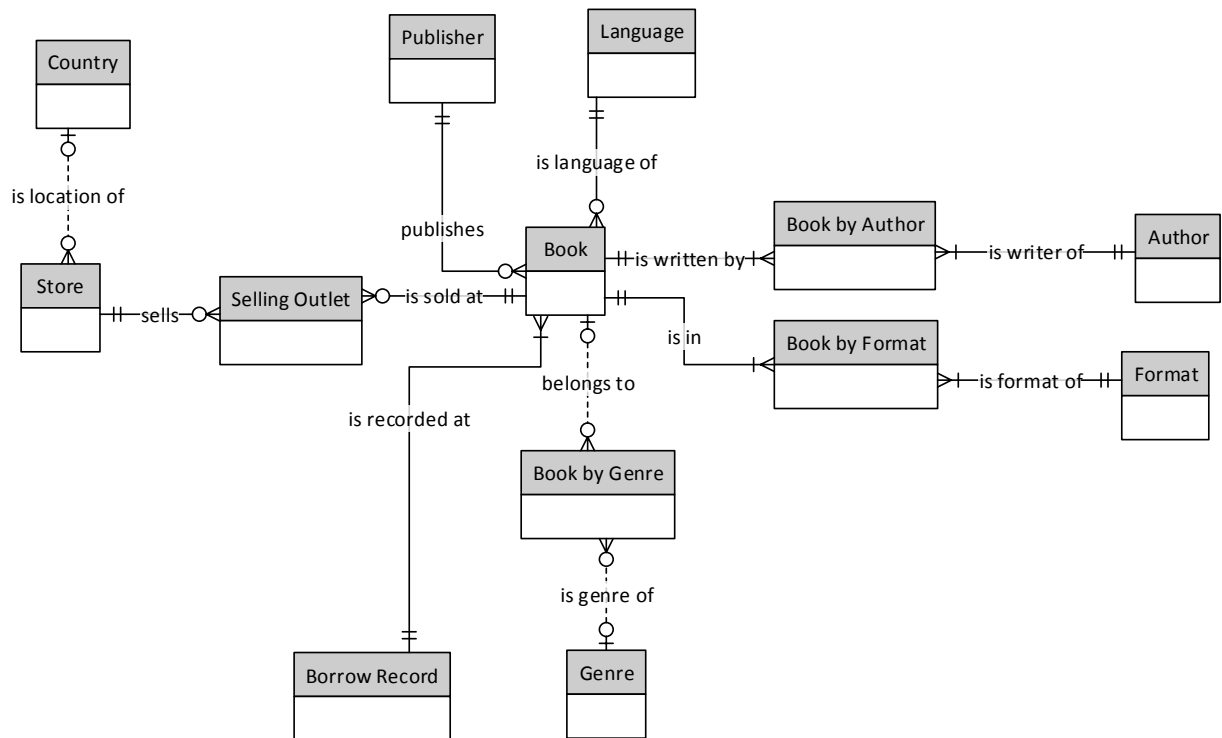 Language
Publisher
Country
is language of
is location of
publishes
Book by Author
Author
Book
is written by
is writer of
Store
Selling Outlet
is sold at
sells
is in
Book by Format
Format
is format of
belongs to
is recorded at
Book by Genre
is genre of
Borrow Record
Genre